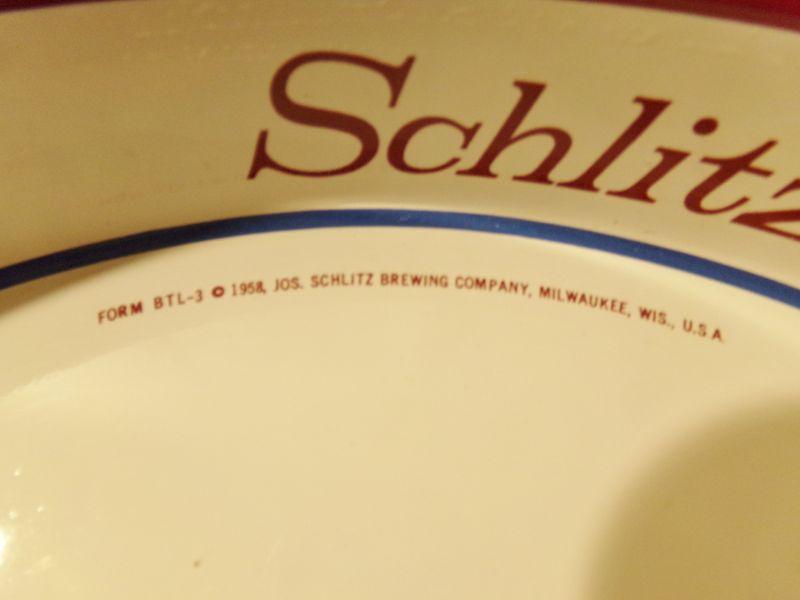 Schlitz
FORM BTL-3 © 1958, JOS. SCHLITZ BREWING COMPANY, MILWAUKEE, WIS., U.S.A.